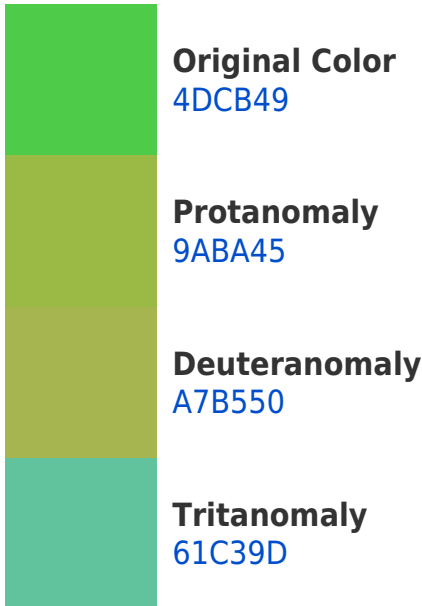 Original Color
4DCB49
Protanomaly
9ABA45
Deuteranomaly
A7B550
Tritanomaly
61C39D